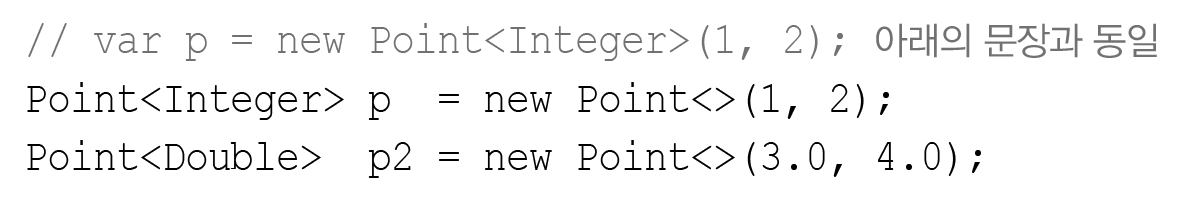 // var p = new Point<Integer>(1, 2); 아래의 문장과 동일
Point<Integer> p  = new Point<>(1, 2);
Point<Double>  p2 = new Point<>(3.0, 4.0);